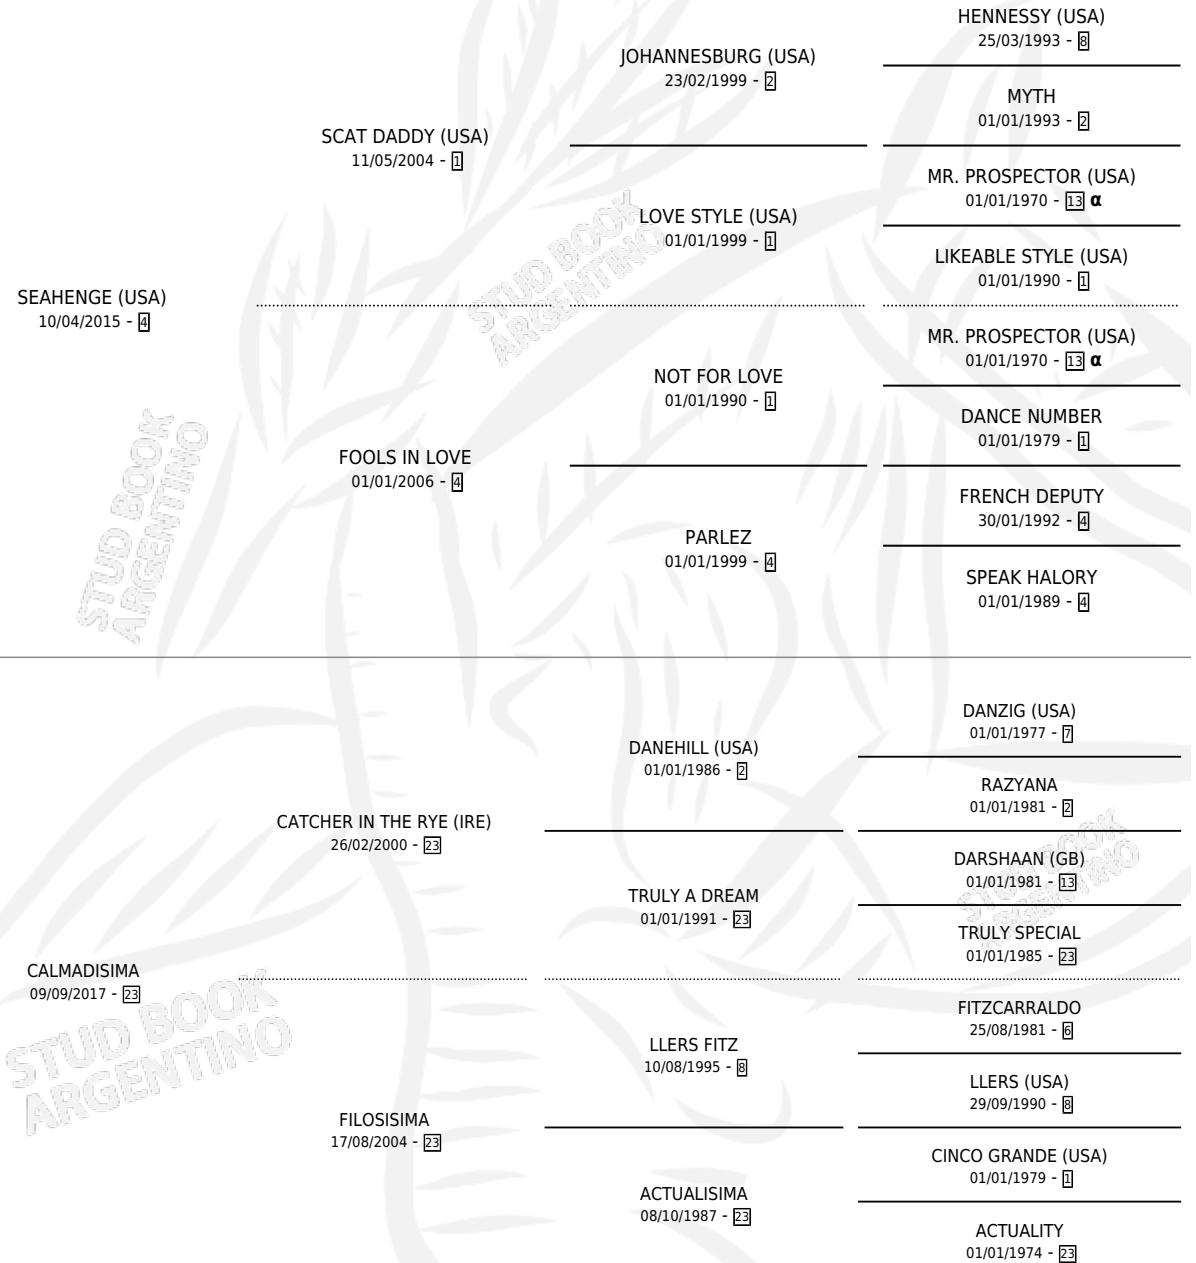 HENNESSY (USA)
25/03/1993 - 8
JOHANNESBURG (USA)
23/02/1999 - 2
MYTH
01/01/1993 - 2
SCAT DADDY (USA)
11/05/2004 - 1
MR. PROSPECTOR (USA)
01/01/1970 - 13 α
LOVE STYLE (USA)
01/01/1999 - 1
LIKEABLE STYLE (USA)
01/01/1990 - 1
SEAHENGE (USA)
10/04/2015 - 4
MR. PROSPECTOR (USA)
01/01/1970 - 13 α
NOT FOR LOVE
01/01/1990 - 1
DANCE NUMBER
01/01/1979 - 1
FOOLS IN LOVE
01/01/2006 - 4
FRENCH DEPUTY
30/01/1992 - 4
PARLEZ
01/01/1999 - 4
SPEAK HALORY
01/01/1989 - 4
DANZIG (USA)
01/01/1977 - 7
DANEHILL (USA)
01/01/1986 - 2
RAZYANA
01/01/1981 - 2
CATCHER IN THE RYE (IRE)
26/02/2000 - 23
DARSHAAN (GB)
01/01/1981 - 13
TRULY A DREAM
01/01/1991 - 23
TRULY SPECIAL
01/01/1985 - 23
CALMADISIMA
09/09/2017 - 23
FITZCARRALDO
25/08/1981 - 6
LLERS FITZ
10/08/1995 - 8
LLERS (USA)
29/09/1990 - 8
FILOSISIMA
17/08/2004 - 23
CINCO GRANDE (USA)
01/01/1979 - 1
ACTUALISIMA
08/10/1987 - 23
ACTUALITY
01/01/1974 - 23
STUD BOOK
ARGENTINO
STUD BOOK
ARGENTINO
STUD BOOK
ARGENTINO
STUD BOOK
ARGENTINO